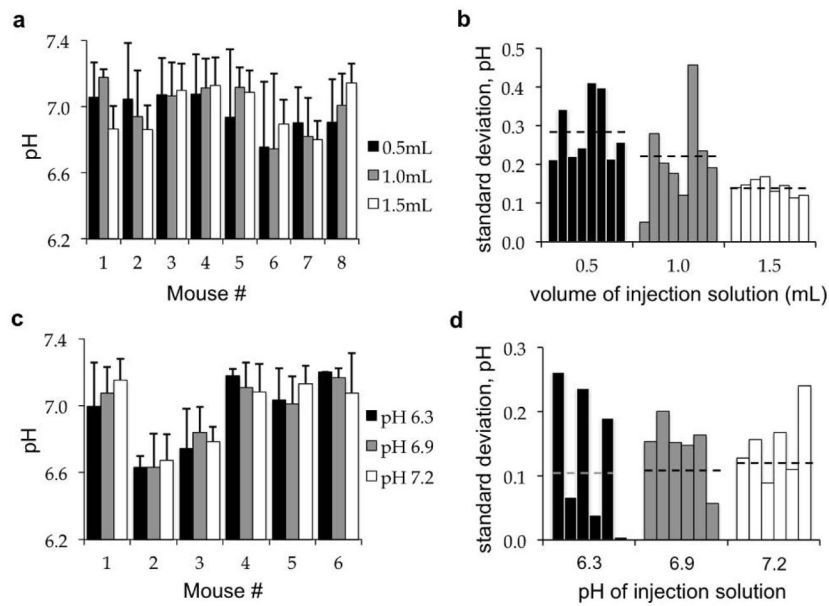 a
7.4
7.0
6.6
6.2
pH
0.5mL
1.0mL
1.5mL
1 2 3 4 5 6 7 8
Mouse #
b
0.5
0.4
0.3
0.2
0.1
0.0
standard deviation, pH
0.5 1.0 1.5
volume of injection solution (mL)
c
7.4
7.0
6.6
6.2
pH
pH 6.3
pH 6.9
pH 7.2
1 2 3 4 5 6
Mouse #
d
0.3
0.2
0.1
0.0
standard deviation, pH
6.3 6.9 7.2
pH of injection solution